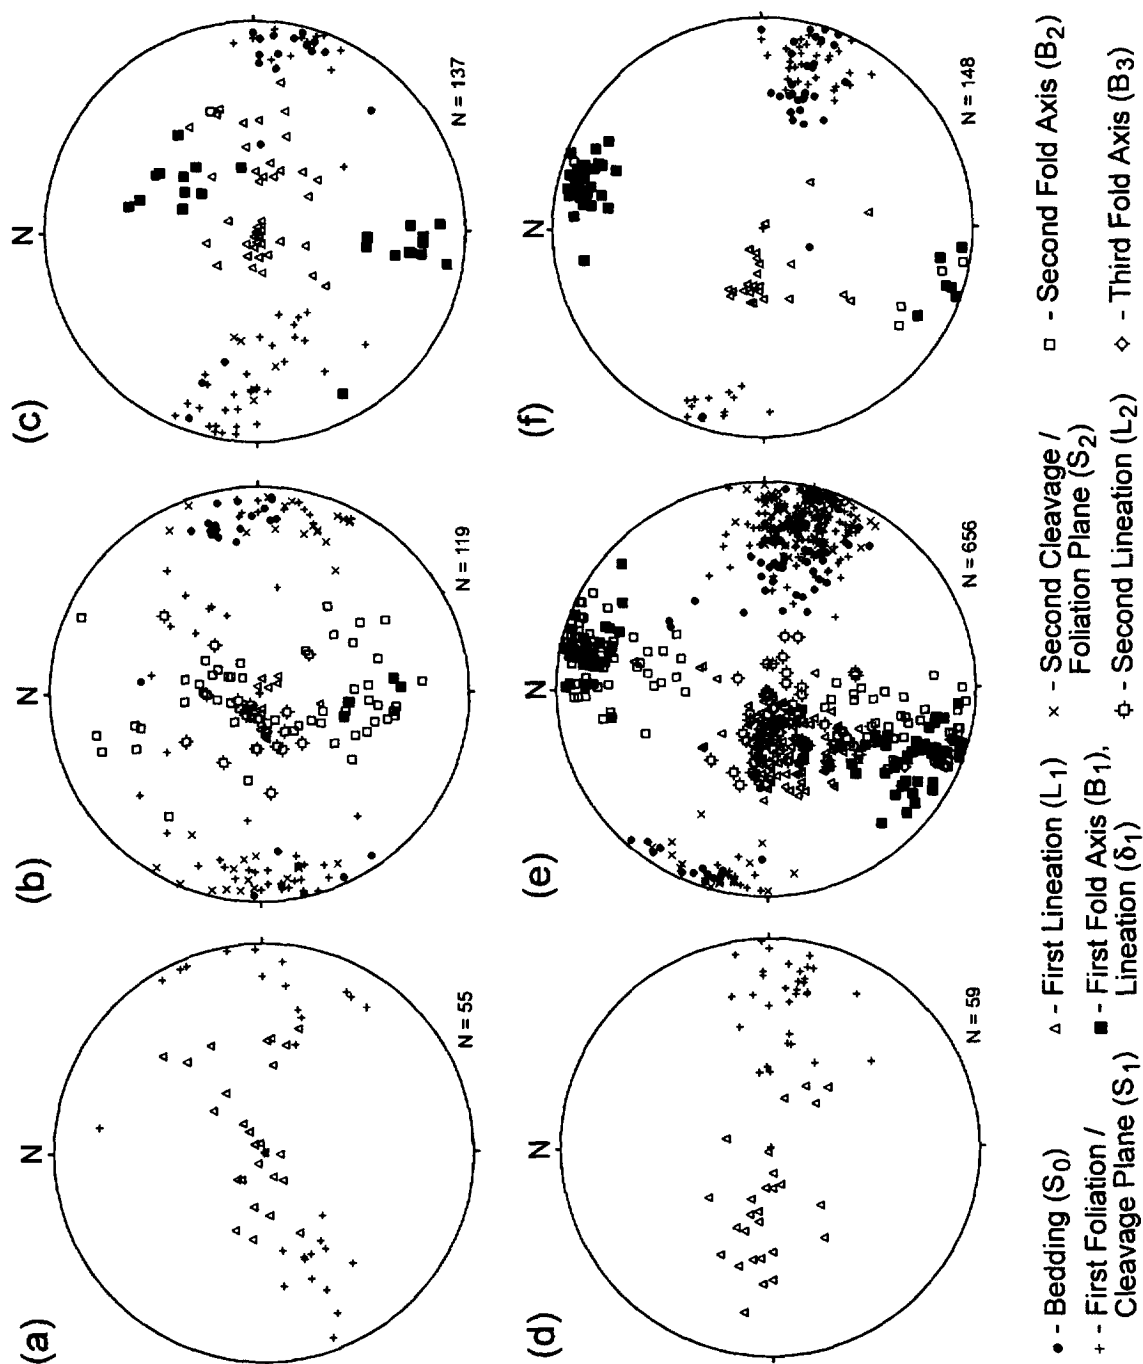 (a)
N
N = 55
(b)
N
N = 119
(c)
N
N = 137
(d)
N
N = 59
(e)
N
N = 656
(f)
N
N = 148
● - Bedding (S0)
+ - First Foliation /
Cleavage Plane (S1)
△ - First Lineation (L1)
■ - First Fold Axis (B1),
Lineation (δ1)
× - Second Cleavage /
Foliation Plane (S2)
- Second Lineation (L2)
□ - Second Fold Axis (B2)
◇ - Third Fold Axis (B3)